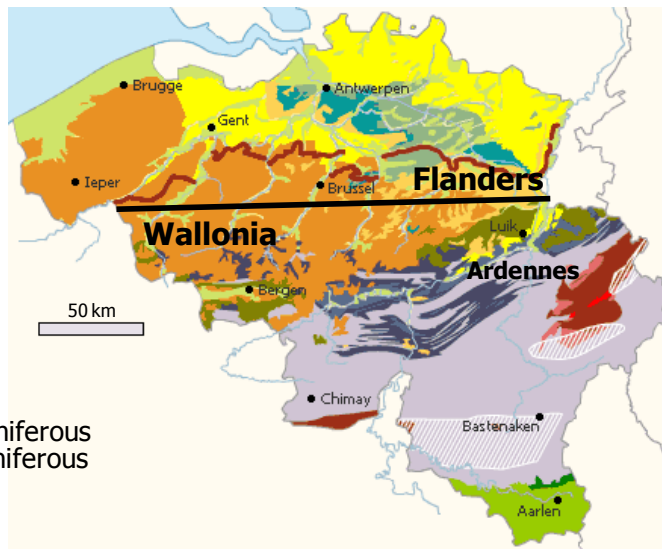 Brugge
Antwerpen
Gent
Ieper
Brussel
Flanders
Wallonia
Luik
Ardennes
Bergen
50 km
Chimay
niferous
niferous
Bastenaken
Aarlen